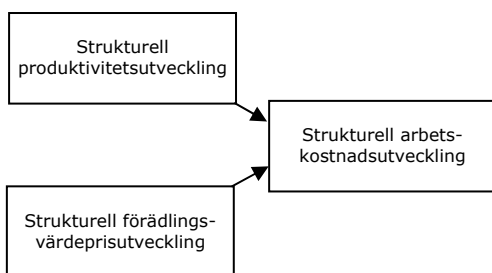 Strukturell
produktivitetsutveckling
Strukturell arbets-
kostnadsutveckling
Strukturell förädlings-
värdeprisutveckling